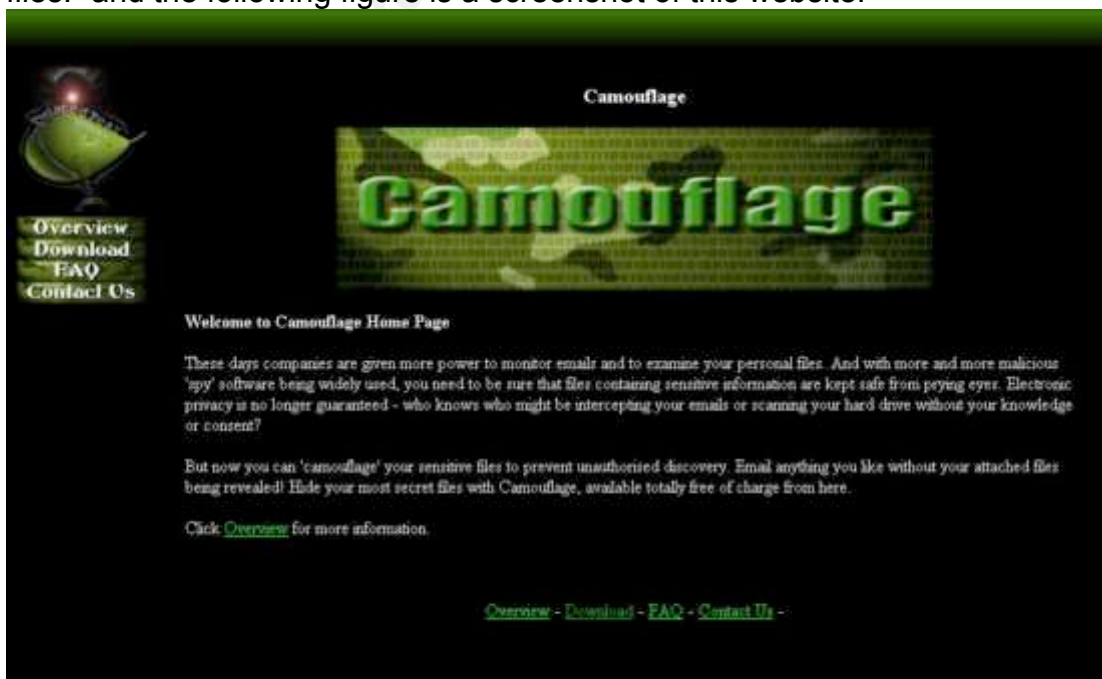 files." and the following figure is a screenshot of this website.
Camouflage
Camouflage
Overview
Download
FAQ
Contact Us
Welcome to Camouflage Home Page
These days companies are given more power to monitor emails and to examine your personal files. And with more and more malicious
'spy' software being widely used, you need to be sure that files containing sensitive information are kept safe from prying eyes. Electronic
privacy is no longer guaranteed - who knows who might be intercepting your emails or scanning your hard drive without your knowledge
or consent?
But now you can 'camouflage' your sensitive files to prevent unauthorised discovery. Email anything you like without your attached files
being revealed! Hide your most secret files with Camouflage, available totally free of charge from here.
Click Overview for more information.
Overview - Download - FAQ - Contact Us -